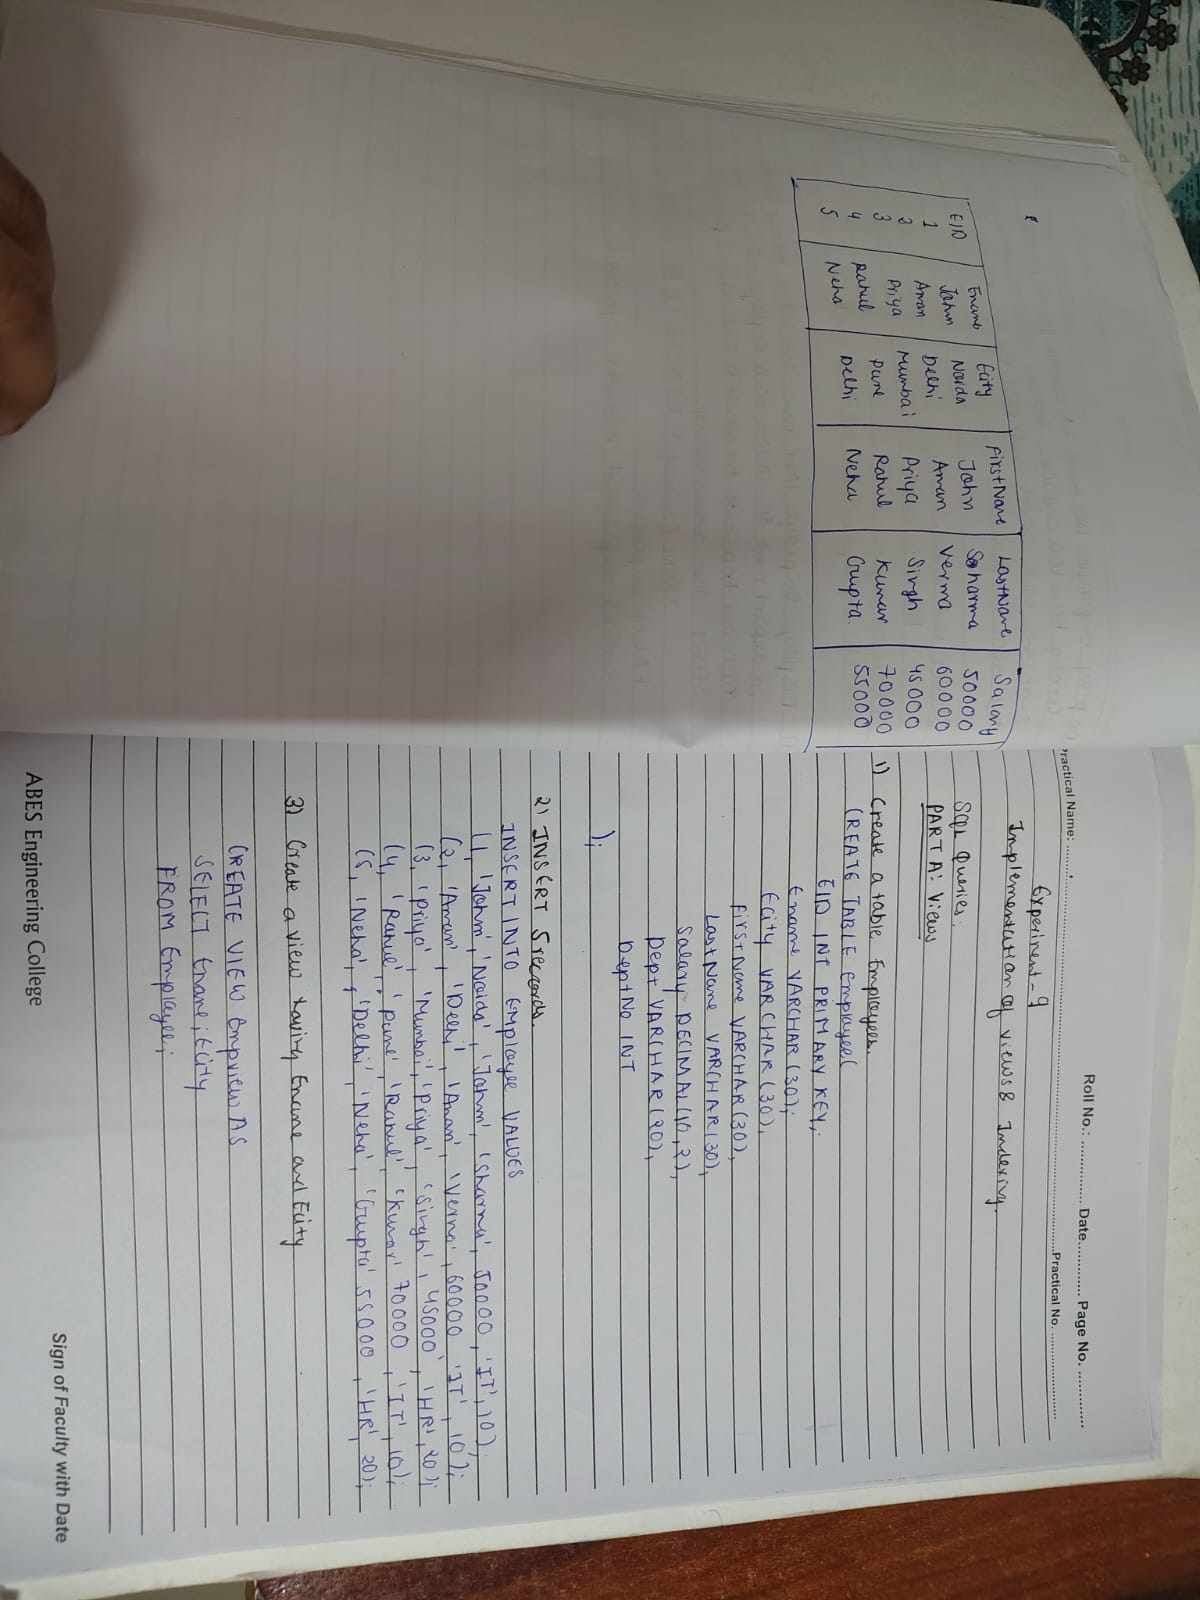 EID Ename Ecity FirstName LastName Salary
1 John Noida John Sharma 50000
2 Aman Delhi Aman Verma 60000
3 Priya Mumbai Priya Singh 45000
4 Rahul Pune Rahul Kumar 70000
5 Neha Delhi Neha Gupta 55000
Roll No.: .............. Date............ Page No. ............
Practical Name: ........ Practical No. ..................
Experiment-9
Implementation of views & Indexing.
SQL Queries:
PART A: Views
1) Create a table Employees.
CREATE TABLE Employee(
EID INT PRIMARY KEY,
Ename VARCHAR (30),
Ecity VARCHAR (30),
FirstName VARCHAR(30),
LastName VARCHAR(30),
Salary DECIMAL(10,2),
Dept VARCHAR(20),
DeptNo INT
);
2) INSERT 5 records.
INSERT INTO Employee VALUES
(1, 'John', 'Noida', 'John', 'Sharma', 50000, 'IT', 10);
(2, 'Aman', 'Delhi', 'Aman', 'Verma', 60000 'IT', 10);
(3, 'Priya', 'Mumbai', 'Priya', 'Singh', 45000, 'HR', 20);
(4, 'Rahul', 'Pune', 'Rahul', 'Kumar' 70000, 'IT', 10);
(5, 'Neha', 'Delhi', 'Neha', 'Gupta' 55000, 'HR', 20);
3) Create a view having Ename and Ecity
CREATE VIEW Empview AS
SELECT Ename, Ecity
FROM Employee;
Sign of Faculty with Date
ABES Engineering College